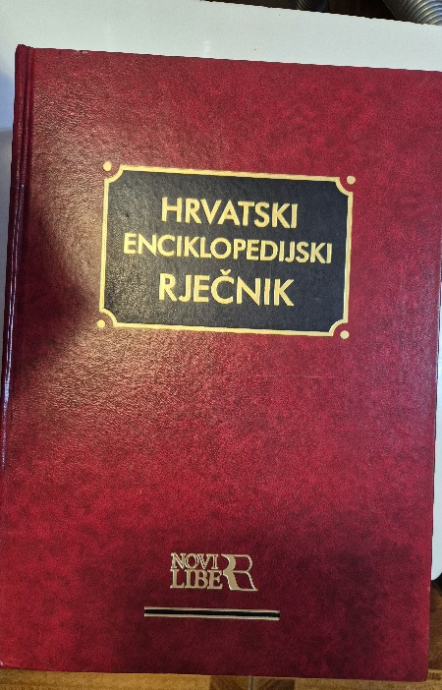 HRVATSKI
ENCIKLOPEDIJSKI
RJEČNIK
NOVI
LIBER